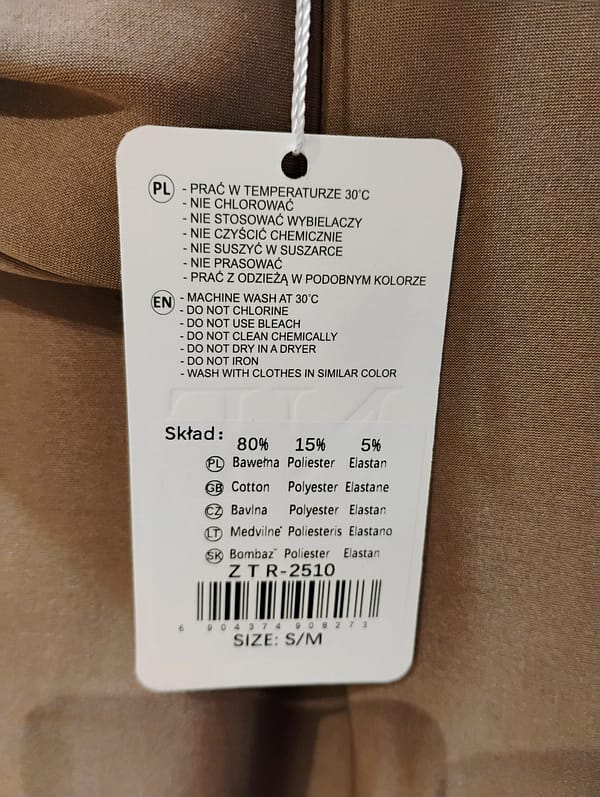 PL - PRAĆ W TEMPERATURZE 30°C
- NIE CHLOROWAĆ
- NIE STOSOWAĆ WYBIELACZY
- NIE CZYŚCIĆ CHEMICZNIE
- NIE SUSZYĆ W SUSZARCE
- NIE PRASOWAĆ
- PRAĆ Z ODZIEŻĄ W PODOBNYM KOLORZE
EN - MACHINE WASH AT 30°C
- DO NOT CHLORINE
- DO NOT USE BLEACH
- DO NOT CLEAN CHEMICALLY
- DO NOT DRY IN A DRYER
- DO NOT IRON
- WASH WITH CLOTHES IN SIMILAR COLOR
Skład: 80% 15% 5%
PL Bawełna Poliester Elastan
GB Cotton Polyester Elastane
CZ Bavlna Polyester Elastan
LT Medvilne' Poliesteris Elastano
SK Bombazˇ Poliester Elastan
Z T R-2510
6 904374 908273
SIZE: S/M